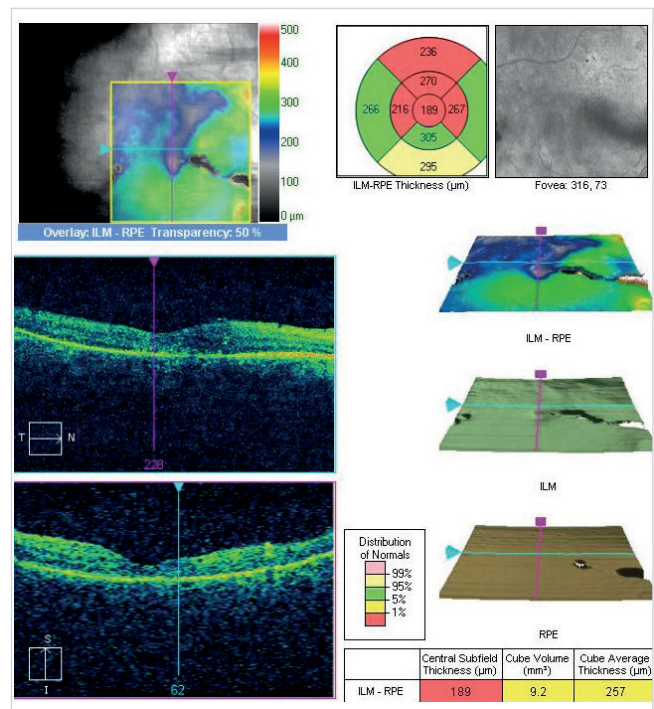 500
400
300
200
100
0 µm
Overlay: ILM - RPE Transparency: 50 %
236
270
266
216
189
267
305
295
ILM-RPE Thickness (µm)
Fovea: 316, 73
ILM - RPE
T
N
228
ILM
S
I
62
Distribution
of Normals
99%
95%
5%
1%
RPE
Central Subfield
Thickness (µm)
Cube Volume
(mm³)
Cube Average
Thickness (µm)
ILM - RPE
189
9.2
257